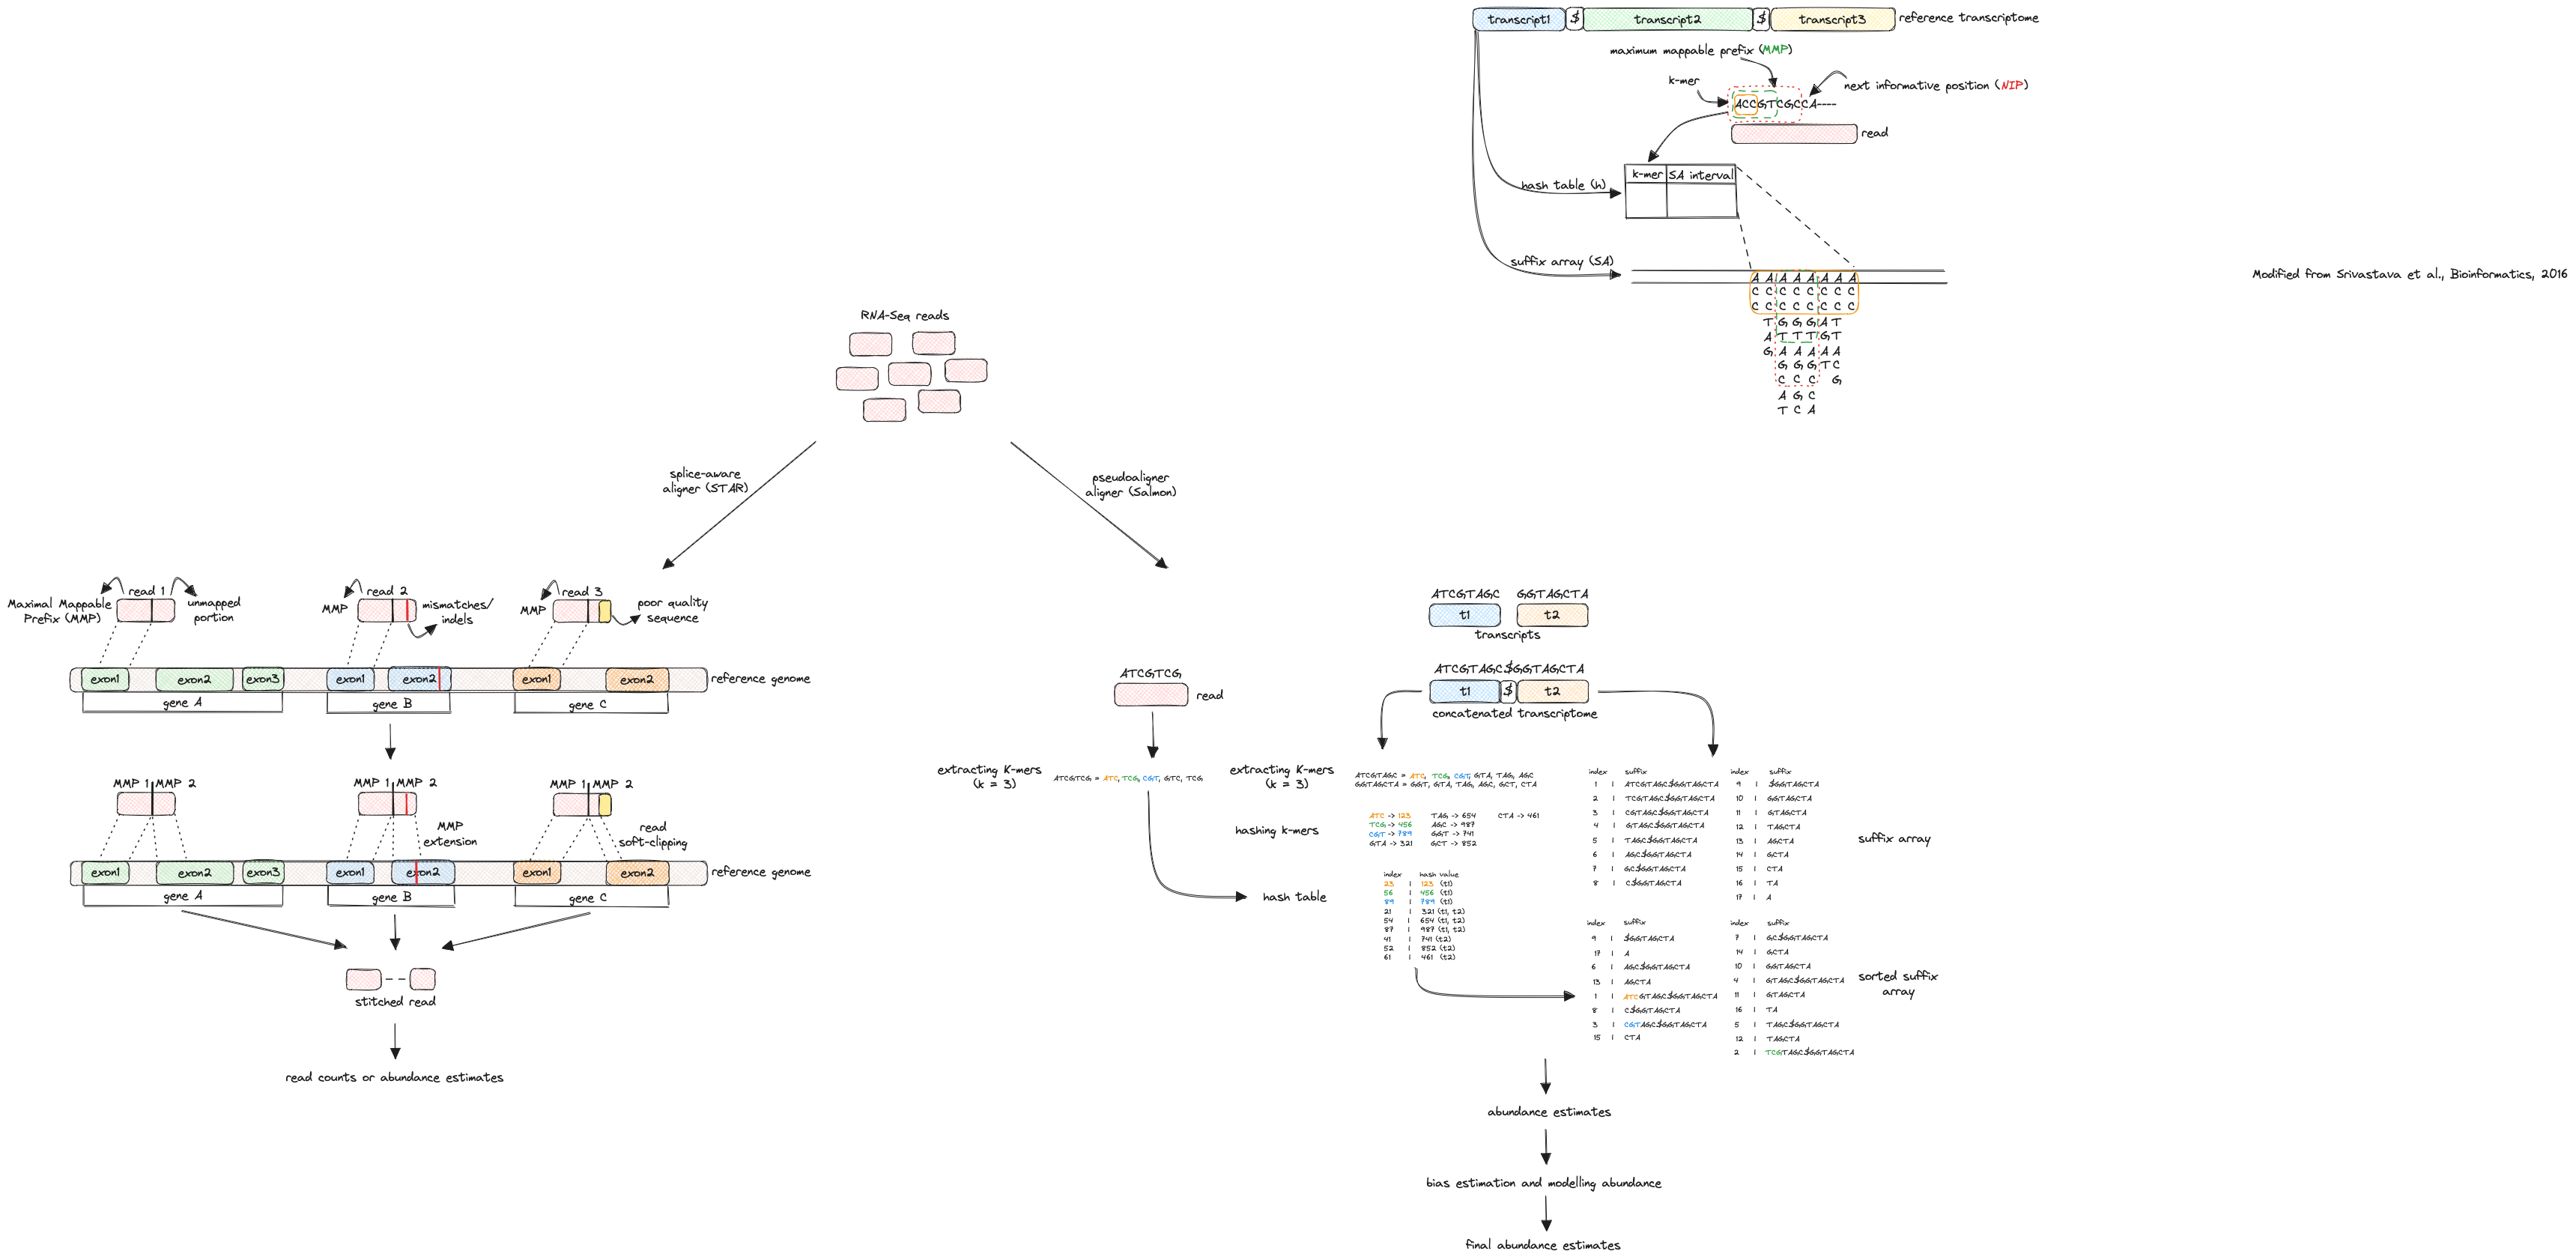 transcript1 $ transcript2 $ transcript3 reference transcriptome
maximum mappable prefix (MMP)
k-mer
next informative position (NIP)
ACCGTCGCCA----
read
k-mer SA interval
hash table (h)
suffix array (SA)
A A A A A A A A
C C C C C C C C
C C C C C C C C
T G G G A T
A T T T G T
G A A A A A
G G G T C
C C C G
A G C
T C A
Modified from Srivastava et al., Bioinformatics, 2016
RNA-Seq reads
splice-aware
aligner (STAR)
pseudoaligner
aligner (Salmon)
read 1
Maximal Mappable
Prefix (MMP)
unmapped
portion
read 2
MMP
mismatches/
indels
read 3
MMP
poor quality
sequence
exon1 exon2 exon3 exon1 exon2 exon1 exon2 reference genome
gene A gene B gene C
MMP 1 MMP 2 MMP 1 MMP 2 MMP 1 MMP 2
MMP
extension
read
soft-clipping
exon1 exon2 exon3 exon1 exon2 exon1 exon2 reference genome
gene A gene B gene C
stitched read
read counts or abundance estimates
ATCGTAGC GGTAGCTA
t1 t2
transcripts
ATCGTCG
read
ATCGTAGC$GGTAGCTA
t1 $ t2
concatenated transcriptome
extracting K-mers
(k = 3)
ATCGTCG = ATC, TCG, CGT, GTC, TCG
extracting K-mers
(k = 3)
ATCGTAGC = ATC, TCG, CGT, GTA, TAG, AGC
GGTAGCTA = GGT, GTA, TAG, AGC, GCT, CTA
hashing k-mers
ATC -> 123 TAG -> 654 CTA -> 461
TCG -> 456 AGC -> 987
CGT -> 789 GGT -> 741
GTA -> 321 GCT -> 852
hash table
index hash value
23 | 123 (t1)
56 | 456 (t1)
89 | 789 (t1)
21 | 321 (t1, t2)
54 | 654 (t1, t2)
87 | 987 (t1, t2)
41 | 741 (t2)
52 | 852 (t2)
61 | 461 (t2)
index suffix
1 | ATCGTAGC$GGTAGCTA
2 | TCGTAGC$GGTAGCTA
3 | CGTAGC$GGTAGCTA
4 | GTAGC$GGTAGCTA
5 | TAGC$GGTAGCTA
6 | AGC$GGTAGCTA
7 | GC$GGTAGCTA
8 | C$GGTAGCTA
index suffix
9 | $GGTAGCTA
10 | GGTAGCTA
11 | GTAGCTA
12 | TAGCTA
13 | AGCTA
14 | GCTA
15 | CTA
16 | TA
17 | A
suffix array
index suffix
9 | $GGTAGCTA
17 | A
6 | AGC$GGTAGCTA
13 | AGCTA
1 | ATCGTAGC$GGTAGCTA
8 | C$GGTAGCTA
3 | CGTAGC$GGTAGCTA
15 | CTA
index suffix
7 | GC$GGTAGCTA
14 | GCTA
10 | GGTAGCTA
4 | GTAGC$GGTAGCTA
11 | GTAGCTA
16 | TA
5 | TAGC$GGTAGCTA
12 | TAGCTA
2 | TCGTAGC$GGTAGCTA
sorted suffix
array
abundance estimates
bias estimation and modelling abundance
final abundance estimates